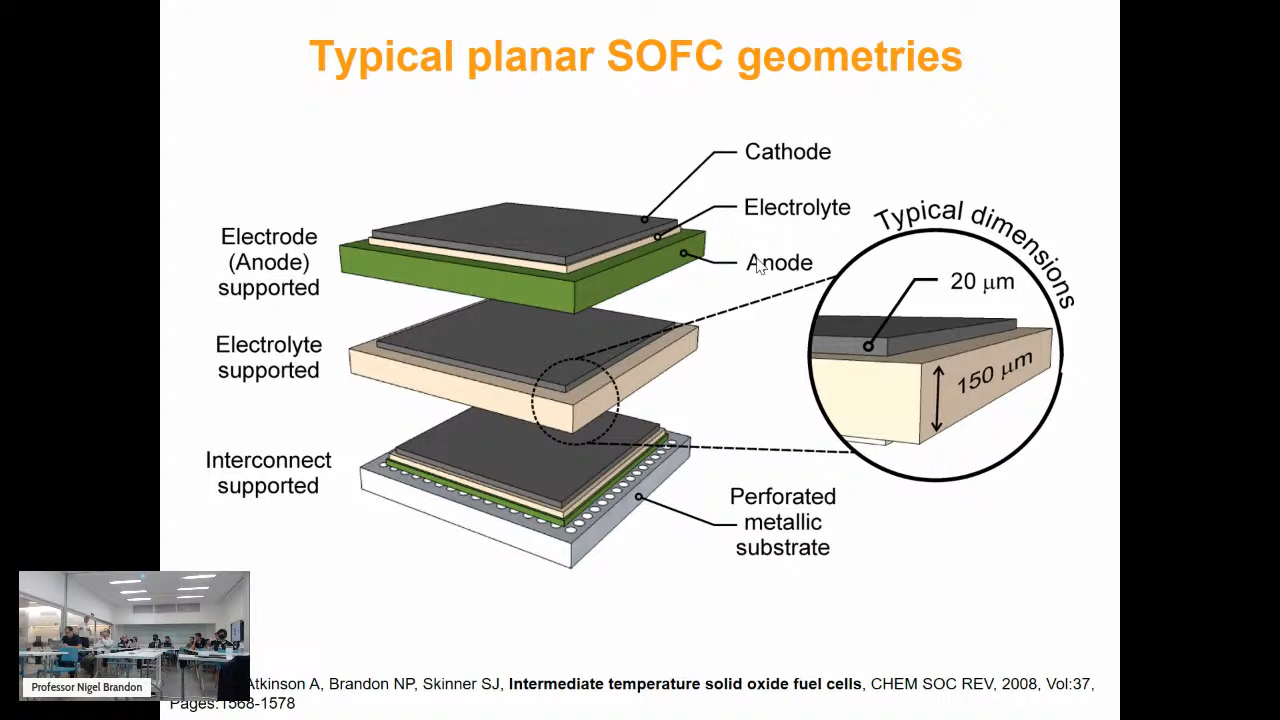 Typical planar SOFC geometries
Cathode
Electrolyte
Anode
Electrode
(Anode)
supported
Electrolyte
supported
Interconnect
supported
Typical dimensions
20 μm
150 μm
Perforated
metallic
substrate
Professor Nigel Brandon
Atkinson A, Brandon NP, Skinner SJ, Intermediate temperature solid oxide fuel cells, CHEM SOC REV, 2008, Vol:37,
Pages:1568-1578